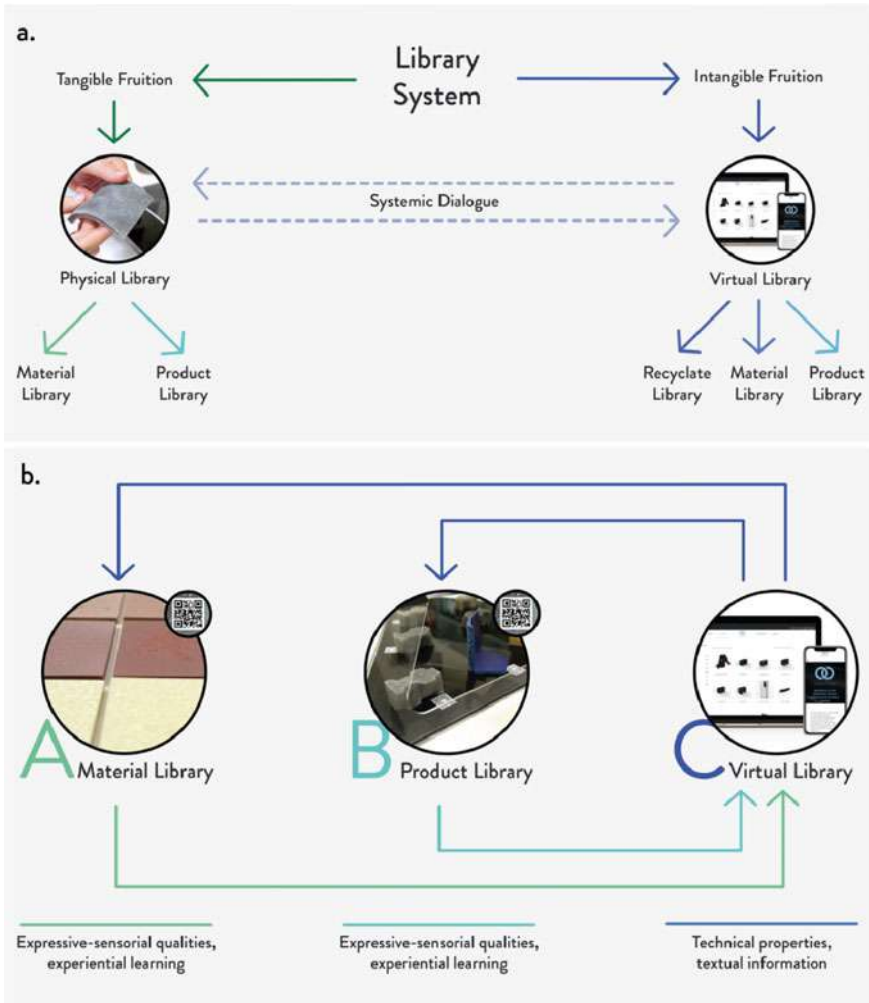 a.
Library
System
Tangible Fruition
Intangible Fruition
Systemic Dialogue
Physical Library
Virtual Library
Material
Library
Product
Library
Recyclate
Library
Material
Library
Product
Library
b.
A Material Library
B Product Library
C Virtual Library
Expressive-sensorial qualities,
experiential learning
Expressive-sensorial qualities,
experiential learning
Technical properties,
textual information